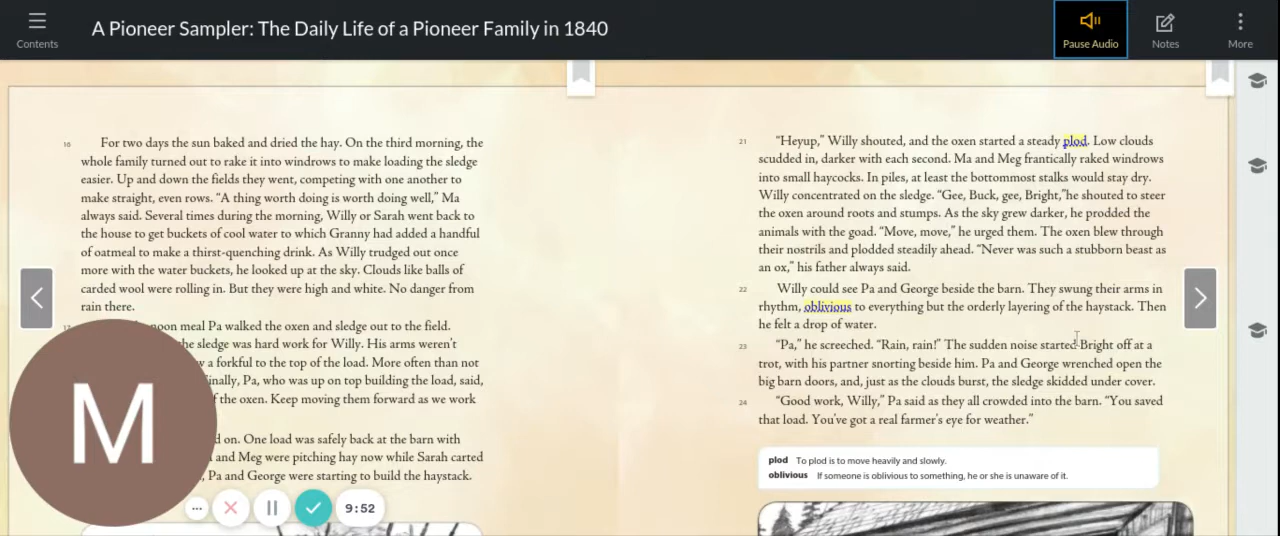 A Pioneer Sampler: The Daily Life of a Pioneer Family in 1840
Contents
Pause Audio
Notes
More
16 For two days the sun baked and dried the hay. On the third morning, the
whole family turned out to rake it into windrows to make loading the sledge
easier. Up and down the fields they went, competing with one another to
make straight, even rows. “A thing worth doing is worth doing well,” Ma
always said. Several times during the morning, Willy or Sarah went back to
the house to get buckets of cool water to which Granny had added a handful
of oatmeal to make a thirst-quenching drink. As Willy trudged out once
more with the water buckets, he looked up at the sky. Clouds like balls of
carded wool were rolling in. But they were high and white. No danger from
rain there.
17 noon meal Pa walked the oxen and sledge out to the field.
he sledge was hard work for Willy. His arms weren’t
a forkful to the top of the load. More often than not
inally, Pa, who was up on top building the load, said,
f the oxen. Keep moving them forward as we work
d on. One load was safely back at the barn with
and Meg were pitching hay now while Sarah carted
, Pa and George were starting to build the haystack.
21 “Heyup,” Willy shouted, and the oxen started a steady plod. Low clouds
scudded in, darker with each second. Ma and Meg frantically raked windrows
into small haycocks. In piles, at least the bottommost stalks would stay dry.
Willy concentrated on the sledge. “Gee, Buck, gee, Bright,”he shouted to steer
the oxen around roots and stumps. As the sky grew darker, he prodded the
animals with the goad. “Move, move,” he urged them. The oxen blew through
their nostrils and plodded steadily ahead. “Never was such a stubborn beast as
an ox,” his father always said.
22 Willy could see Pa and George beside the barn. They swung their arms in
rhythm, oblivious to everything but the orderly layering of the haystack. Then
he felt a drop of water.
23 “Pa,” he screeched. “Rain, rain!” The sudden noise started Bright off at a
trot, with his partner snorting beside him. Pa and George wrenched open the
big barn doors, and, just as the clouds burst, the sledge skidded under cover.
24 “Good work, Willy,” Pa said as they all crowded into the barn. “You saved
that load. You’ve got a real farmer’s eye for weather.”
plod To plod is to move heavily and slowly.
oblivious If someone is oblivious to something, he or she is unaware of it.
M
9:52